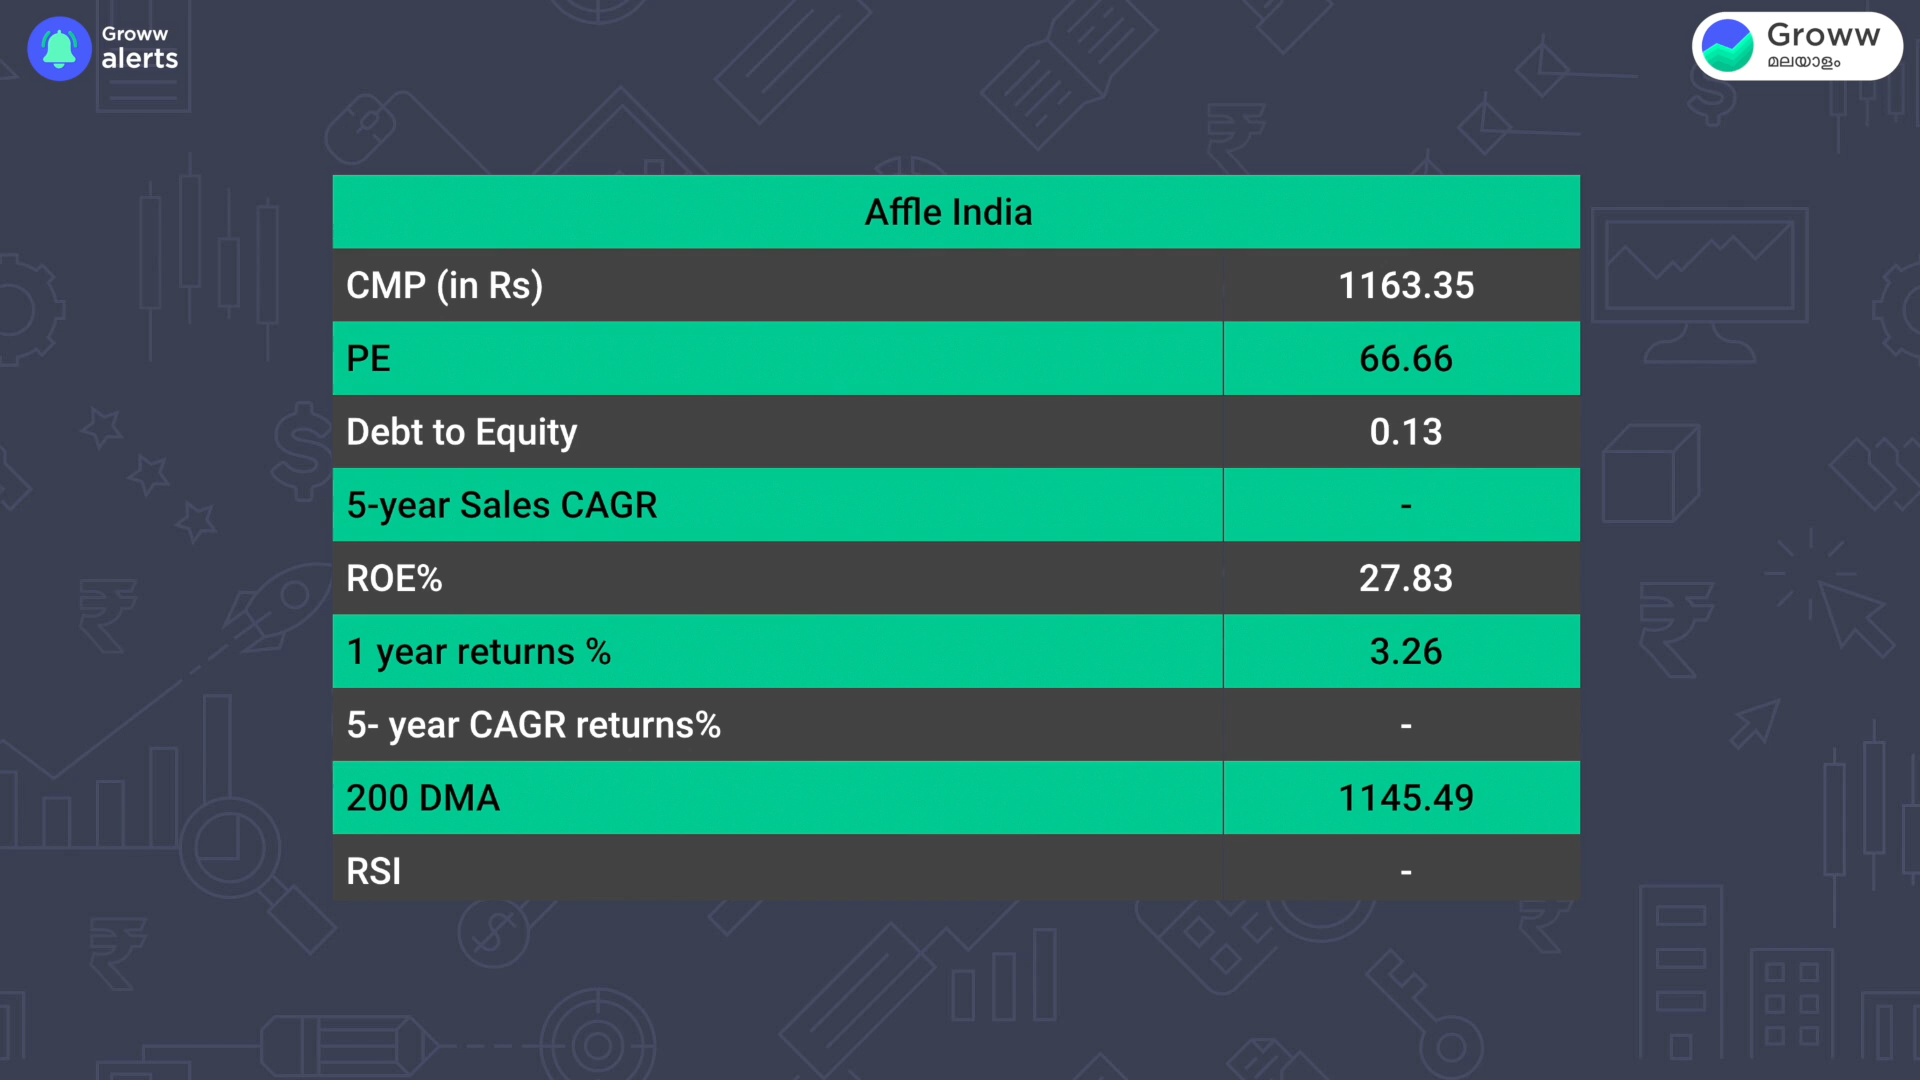 Groww
alerts
Groww
മലയാളം
Affle India
CMP (in Rs) 1163.35
PE 66.66
Debt to Equity 0.13
5-year Sales CAGR -
ROE% 27.83
1 year returns % 3.26
5- year CAGR returns% -
200 DMA 1145.49
RSI -